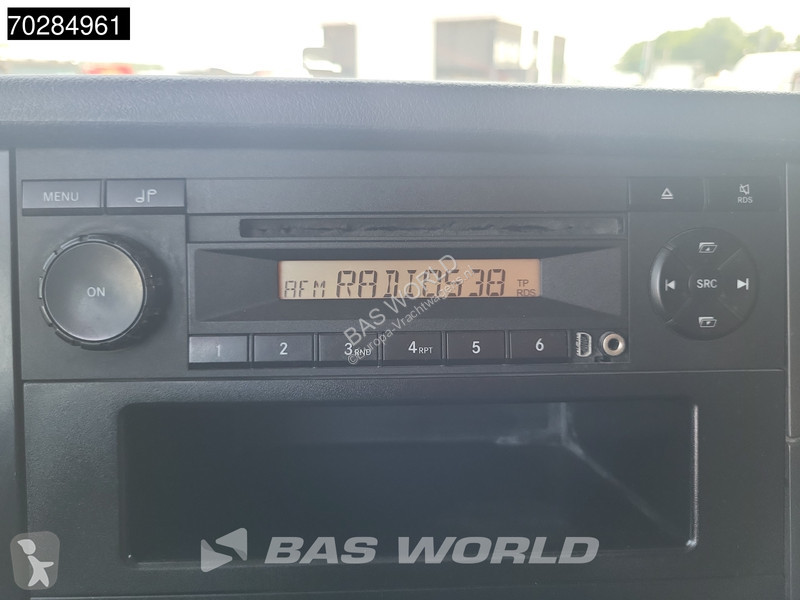 70284961
MENU
RDS
ON
AFM RADIO538 TP RDS
SRC
1 2 3 RND 4 RPT 5 6
BAS WORLD
BAS WORLD